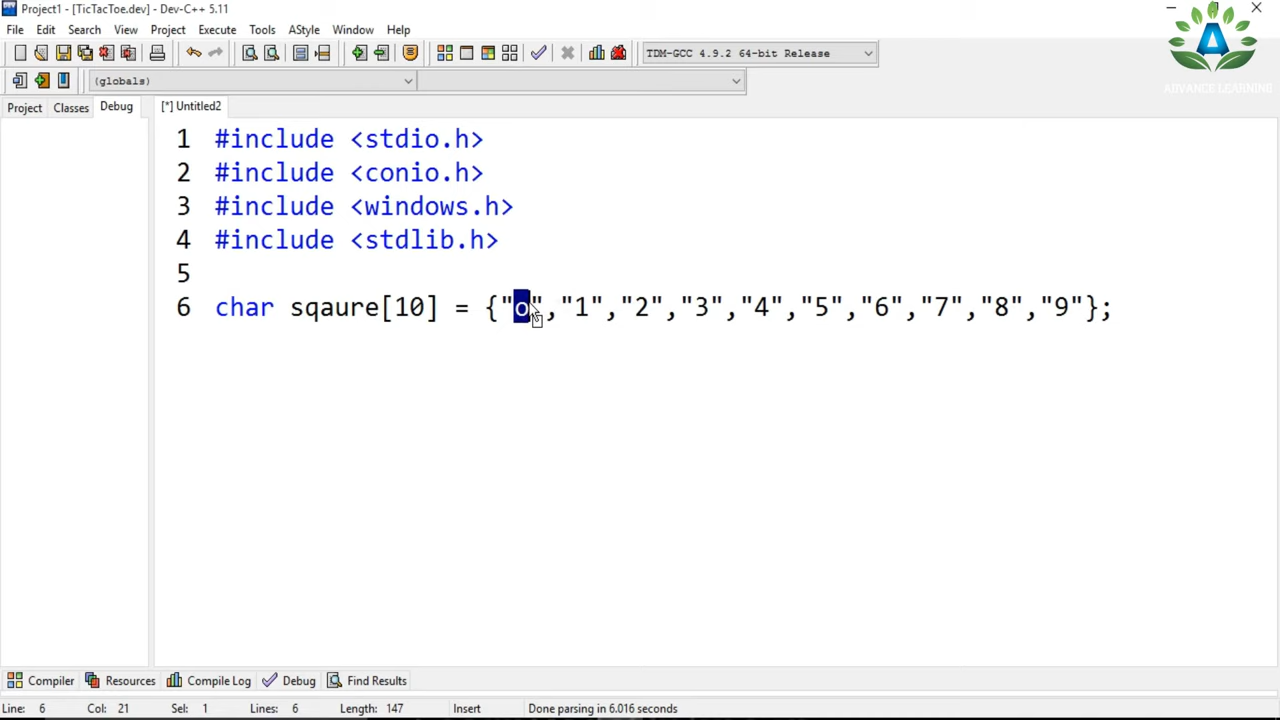 Project1 - [TicTacToe.dev] - Dev-C++ 5.11
File Edit Search View Project Execute Tools AStyle Window Help
TDM-GCC 4.9.2 64-bit Release
ADVANCE LEARNING
(globals)
Project Classes Debug [*] Untitled2
1 #include <stdio.h>
2 #include <conio.h>
3 #include <windows.h>
4 #include <stdlib.h>
5
6 char sqaure[10] = {"o","1","2","3","4","5","6","7","8","9"};
Compiler Resources Compile Log Debug Find Results
Line: 6 Col: 21 Sel: 1 Lines: 6 Length: 147 Insert Done parsing in 6.016 seconds